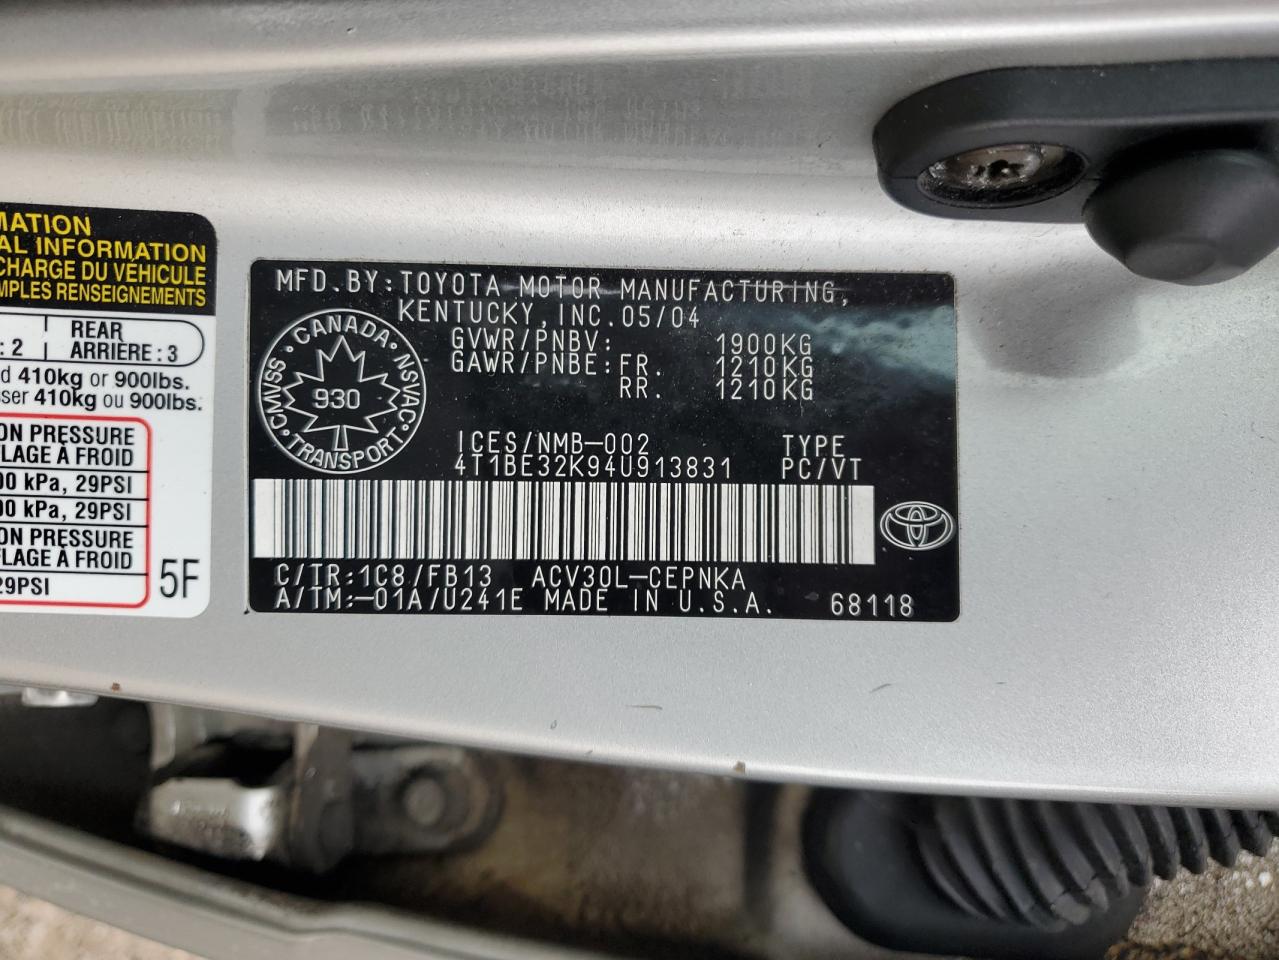 MATION
AL INFORMATION
CHARGE DU VÉHICULE
MPLES RENSEIGNEMENTS
: 2 | REAR
ARRIÈRE : 3
d 410kg or 900lbs.
ser 410kg ou 900lbs.
ON PRESSURE
FLAGE À FROID
00 kPa, 29PSI
00 kPa, 29PSI
ON PRESSURE
FLAGE À FROID
29PSI
5F
MFD. BY: TOYOTA MOTOR MANUFACTURING,
KENTUCKY, INC. 05/04
GVWR/PNBV: 1900KG
GAWR/PNBE: FR. 1210KG
RR. 1210KG
CANADA · NSVAC · TRANSPORT · CMVSS ·
930
ICES/NMB-002 TYPE
4T1BE32K94U913831 PC/VT
C/TR: 1C8/FB13 ACV30L-CEPNKA
A/TM: -01A/U241E MADE IN U.S.A. 68118